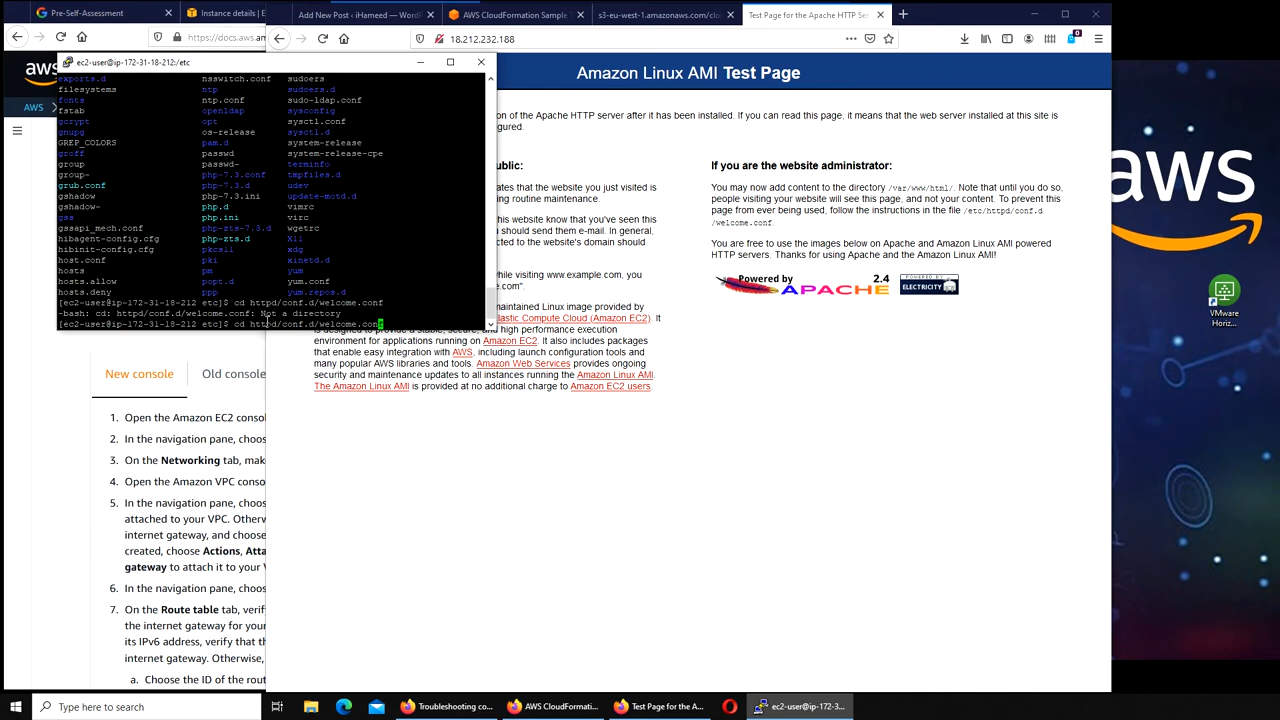 Pre-Self-Assessment
Instance details | E
Add New Post ‹ iHameed — WordP
AWS CloudFormation Sample T
s3-eu-west-1.amazonaws.com/clou
Test Page for the Apache HTTP Ser
https://docs.aws.
18.212.232.188
aws
AWS
ec2-user@ip-172-31-18-212:/etc
Amazon Linux AMI Test Page
exports.d nsswitch.conf sudoers
filesystems ntp sudoers.d
fonts ntp.conf sudo-ldap.conf
fstab openldap sysconfig
gcrypt opt sysctl.conf
gnupg os-release sysctl.d
GREP_COLORS pam.d system-release
groff passwd system-release-cpe
group passwd- terminfo
group- php-7.3.conf tmpfiles.d
grub.conf php-7.3.d udev
gshadow php-7.3.ini update-motd.d
gshadow- php.d vimrc
gss php.ini virc
gssapi_mech.conf php-zts-7.3.d wgetrc
hibagent-config.cfg php-zts.d X11
hibinit-config.cfg pkcs11 xdg
host.conf pki xinetd.d
hosts pm yum
hosts.allow popt.d yum.conf
hosts.deny ppp yum.repos.d
[ec2-user@ip-172-31-18-212 etc]$ cd httpd/conf.d/welcome.conf
-bash: cd: httpd/conf.d/welcome.conf: Not a directory
[ec2-user@ip-172-31-18-212 etc]$ cd httpd/conf.d/welcome.conf
on of the Apache HTTP server after it has been installed. If you can read this page, it means that the web server installed at this site is
gured.
public:
ates that the website you just visited
ng routine maintenance.
this website know that you've seen this
should send them e-mail. In general,
cted to the website's domain should
while visiting www.example.com, you
e.com".
maintained Linux image provided by
lastic Compute Cloud (Amazon EC2). It
is designed to provide a stable, secure, and high performance execution
environment for applications running on Amazon EC2. It also includes packages
that enable easy integration with AWS, including launch configuration tools and
many popular AWS libraries and tools. Amazon Web Services provides ongoing
security and maintenance updates to all instances running the Amazon Linux AMI.
The Amazon Linux AMI is provided at no additional charge to Amazon EC2 users.
If you are the website administrator:
You may now add content to the directory /var/www/html/. Note that until you do so,
people visiting your website will see this page, and not your content. To prevent this
page from ever being used, follow the instructions in the file /etc/httpd/conf.d
/welcome.conf.
You are free to use the images below on Apache and Amazon Linux AMI powered
HTTP servers. Thanks for using Apache and the Amazon Linux AMI!
Powered by
APACHE 2.4
POWERED BY
ELECTRICITY
New console Old console
1. Open the Amazon EC2 conso
2. In the navigation pane, choos
3. On the Networking tab, mak
4. Open the Amazon VPC conso
5. In the navigation pane, choos
attached to your VPC. Otherw
internet gateway, and choose
created, choose Actions, Atta
gateway to attach it to your V
6. In the navigation pane, choos
7. On the Route table tab, verif
the internet gateway for your
its IPv6 address, verify that th
internet gateway. Otherwise,
a. Choose the ID of the rout
aws
VMware
Horiz...
Type here to search
Troubleshooting co...
AWS CloudFormati...
Test Page for the A...
ec2-user@ip-172-3...